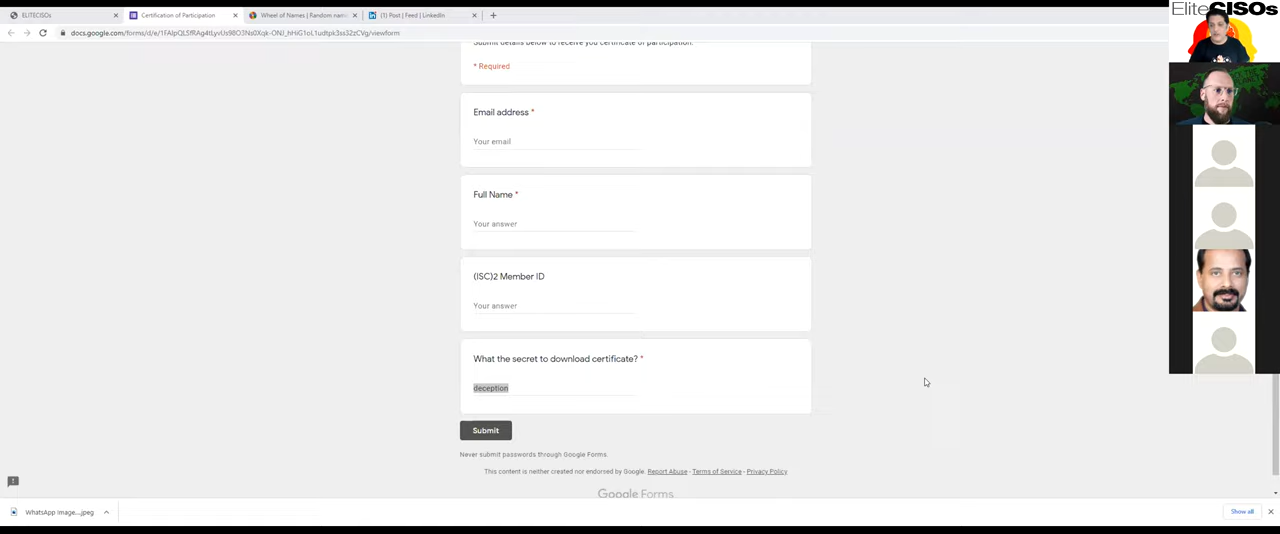 ELITECISOs
Certification of Participation
Wheel of Names | Random nam
(1) Post | Feed | LinkedIn
EliteCISOs
Submit details below to receive you certificate of participation.
* Required
Email address *
Your email
Full Name *
Your answer
(ISC)2 Member ID
Your answer
What the secret to download certificate? *
deception
Submit
Never submit passwords through Google Forms.
This content is neither created nor endorsed by Google. Report Abuse - Terms of Service - Privacy Policy
Google Forms
WhatsApp Image....jpeg
Show all